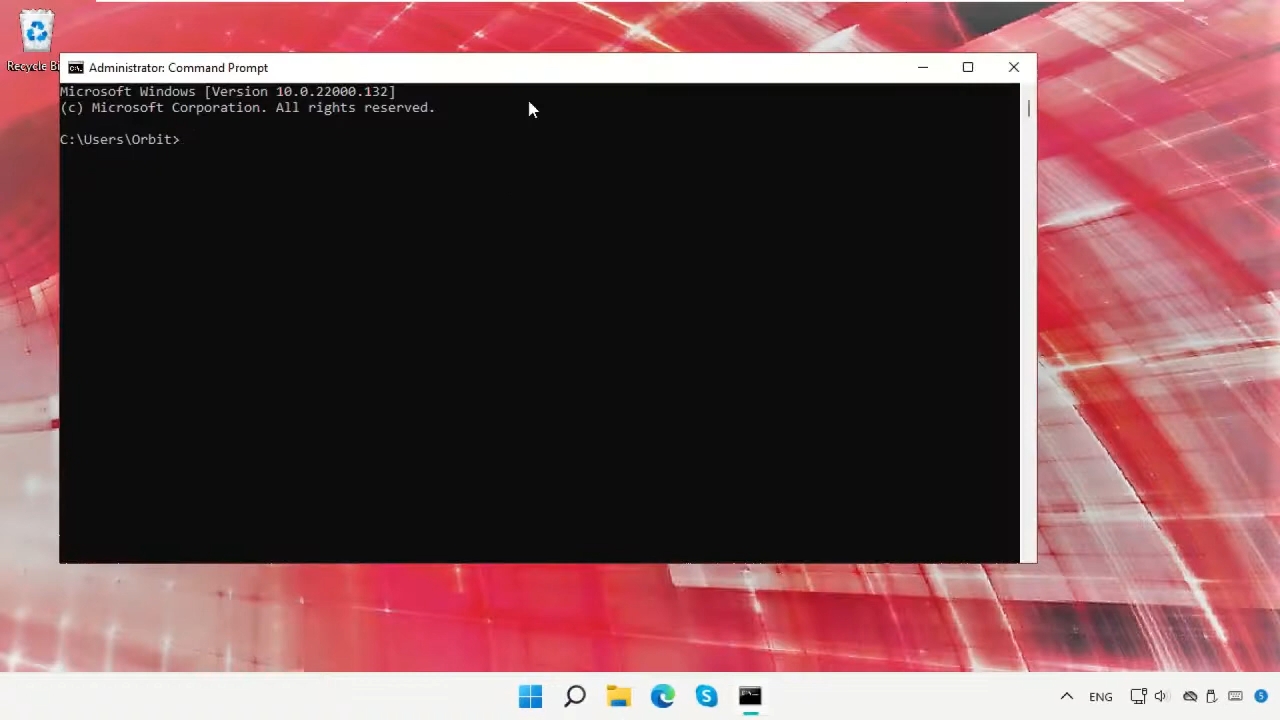 Recycle Bi
Administrator: Command Prompt
Microsoft Windows [Version 10.0.22000.132]
(c) Microsoft Corporation. All rights reserved.
C:\Users\Orbit>
ENG
5